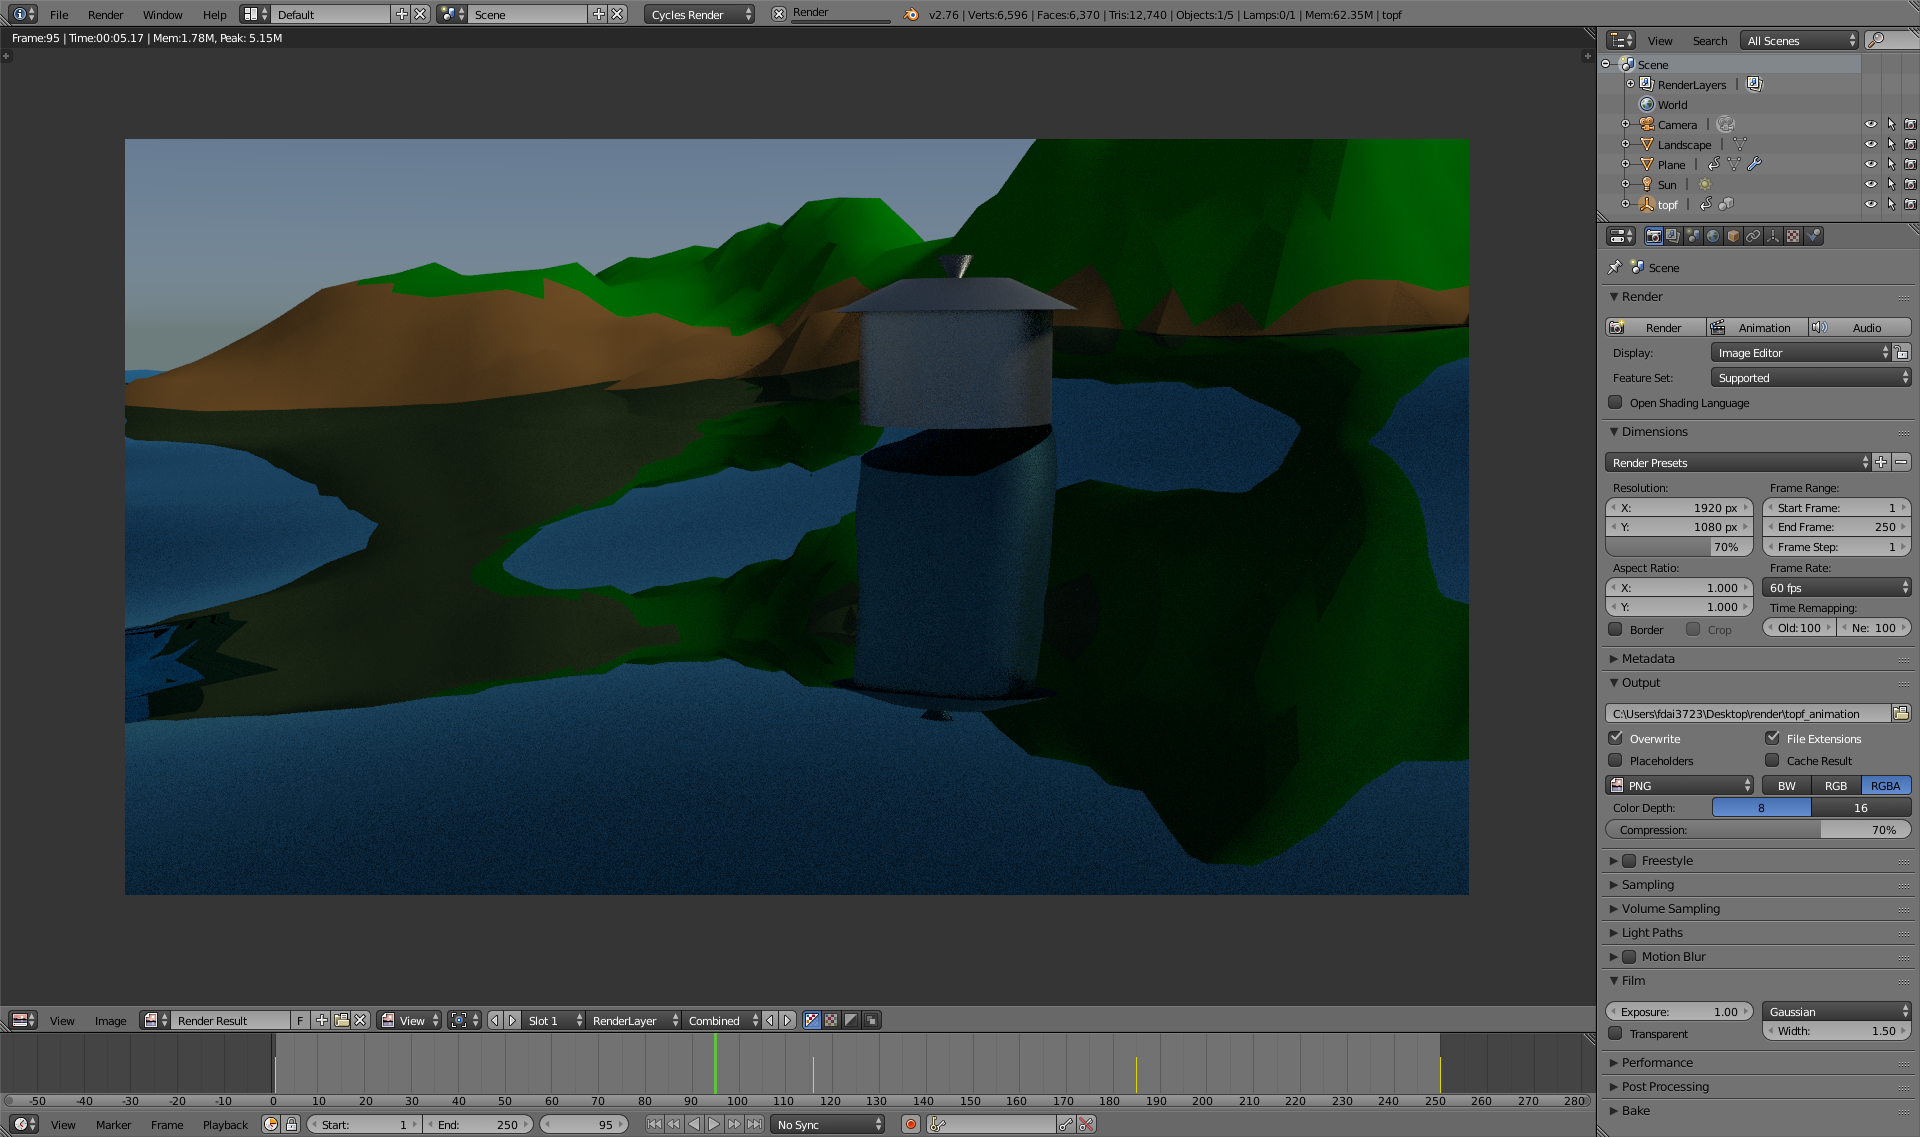 File Render Window Help Default Scene Cycles Render Render v2.76 | Verts:6,596 | Faces:6,370 | Tris:12,740 | Objects:1/5 | Lamps:0/1 | Mem:62.35M | topf
Frame:95 | Time:00:05.17 | Mem:1.78M, Peak: 5.15M
View Search All Scenes
Scene
RenderLayers |
World
Camera |
Landscape |
Plane |
Sun |
topf |
Scene
Render
Render Animation Audio
Display: Image Editor
Feature Set: Supported
Open Shading Language
Dimensions
Render Presets
Resolution: Frame Range:
X: 1920 px Start Frame: 1
Y: 1080 px End Frame: 250
70% Frame Step: 1
Aspect Ratio: Frame Rate:
X: 1.000 60 fps
Y: 1.000 Time Remapping:
Border Crop Old:100 Ne: 100
Metadata
Output
C:\Users\fdai3723\Desktop\render\topf_animation
Overwrite File Extensions
Placeholders Cache Result
PNG BW RGB RGBA
Color Depth: 8 16
Compression: 70%
Freestyle
Sampling
Volume Sampling
Light Paths
Motion Blur
Film
Exposure: 1.00 Gaussian
Transparent Width: 1.50
Performance
Post Processing
Bake
View Image Render Result F View Slot 1 RenderLayer Combined
-50 -40 -30 -20 -10 0 10 20 30 40 50 60 70 80 90 100 110 120 130 140 150 160 170 180 190 200 210 220 230 240 250 260 270 280
View Marker Frame Playback Start: 1 End: 250 95 No Sync